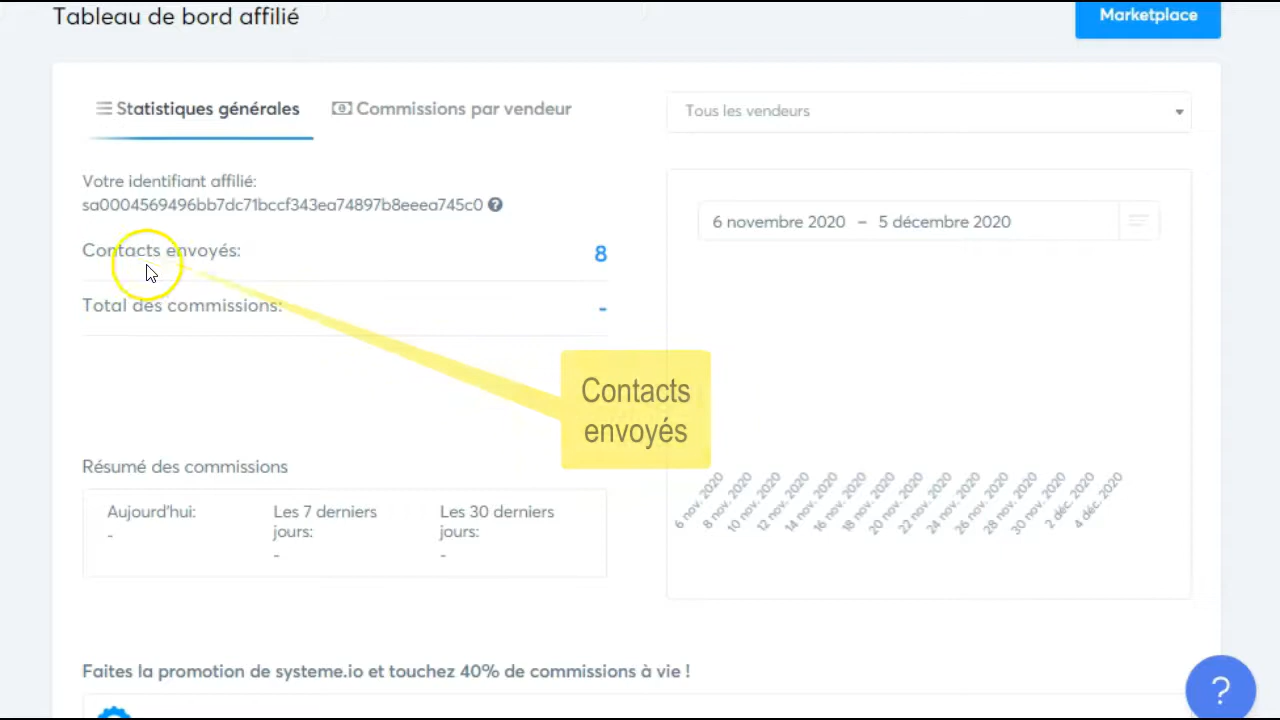 Tableau de bord affilié
Marketplace
Statistiques générales
Commissions par vendeur
Tous les vendeurs
Votre identifiant affilié:
sa0004569496bb7dc71bccf343ea74897b8eeea745c0
6 novembre 2020 – 5 décembre 2020
Contacts envoyés:
8
Total des commissions:
-
Contacts
envoyés
Résumé des commissions
Aujourd'hui:
-
Les 7 derniers
jours:
-
Les 30 derniers
jours:
-
6 nov. 2020
8 nov. 2020
10 nov. 2020
12 nov. 2020
14 nov. 2020
16 nov. 2020
18 nov. 2020
20 nov. 2020
22 nov. 2020
24 nov. 2020
26 nov. 2020
28 nov. 2020
30 nov. 2020
2 déc. 2020
4 déc. 2020
Faites la promotion de systeme.io et touchez 40% de commissions à vie !
?